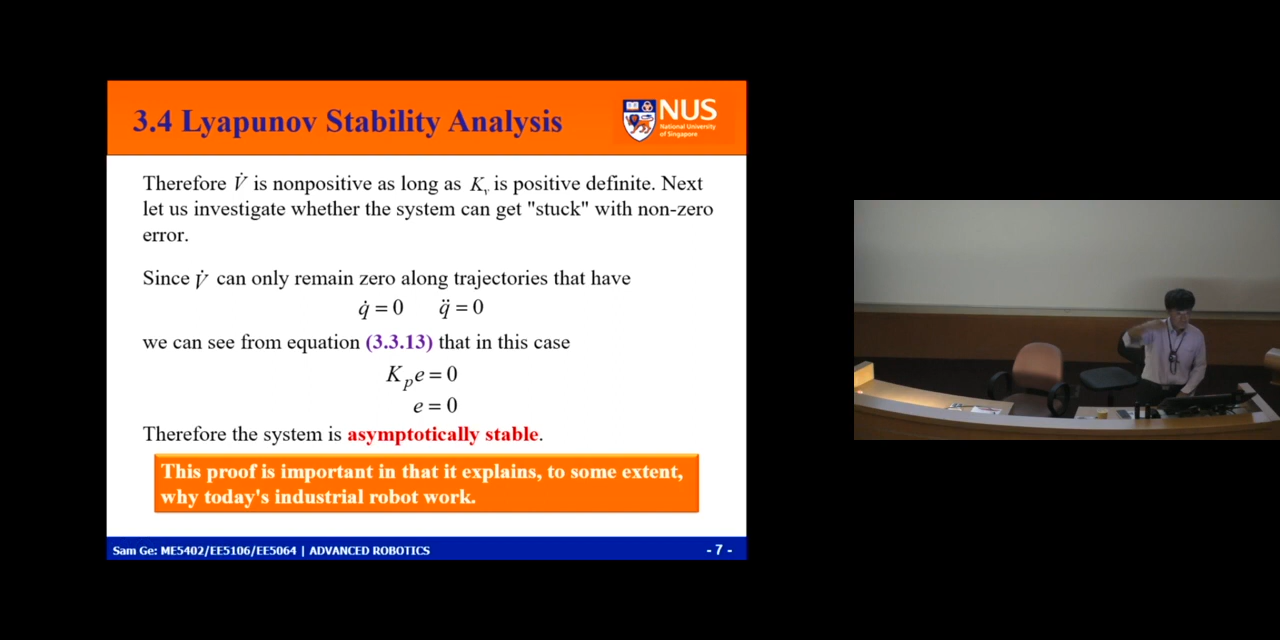 3.4 Lyapunov Stability Analysis
NUS
National University
of Singapore
Therefore V̇ is nonpositive as long as Kᵥ is positive definite. Next
let us investigate whether the system can get "stuck" with non-zero
error.
Since V̇ can only remain zero along trajectories that have
q̇ = 0 q̈ = 0
we can see from equation (3.3.13) that in this case
Kₚe = 0
e = 0
Therefore the system is asymptotically stable.
This proof is important in that it explains, to some extent,
why today's industrial robot work.
Sam Ge: ME5402/EE5106/EE5064 | ADVANCED ROBOTICS - 7 -